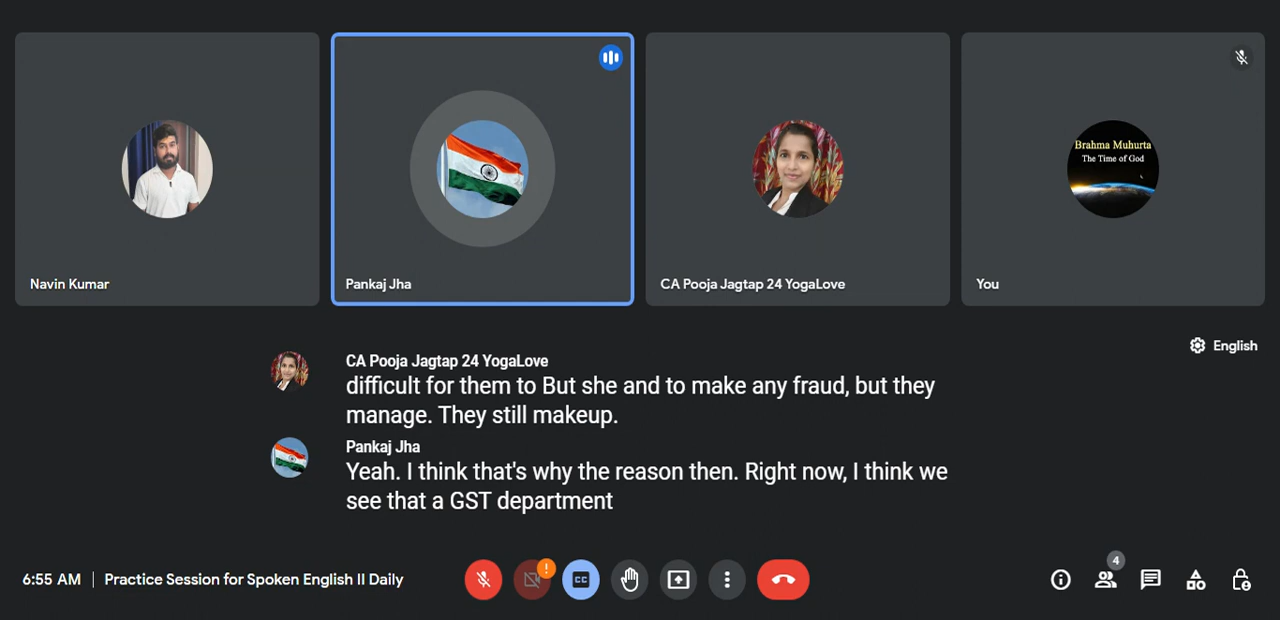 Brahma Muhurta
The Time of God
Navin Kumar
Pankaj Jha
CA Pooja Jagtap 24 YogaLove
You
English
CA Pooja Jagtap 24 YogaLove
difficult for them to But she and to make any fraud, but they
manage. They still makeup.
Pankaj Jha
Yeah. I think that's why the reason then. Right now, I think we
see that a GST department
6:55 AM | Practice Session for Spoken English II Daily
!
CC
4